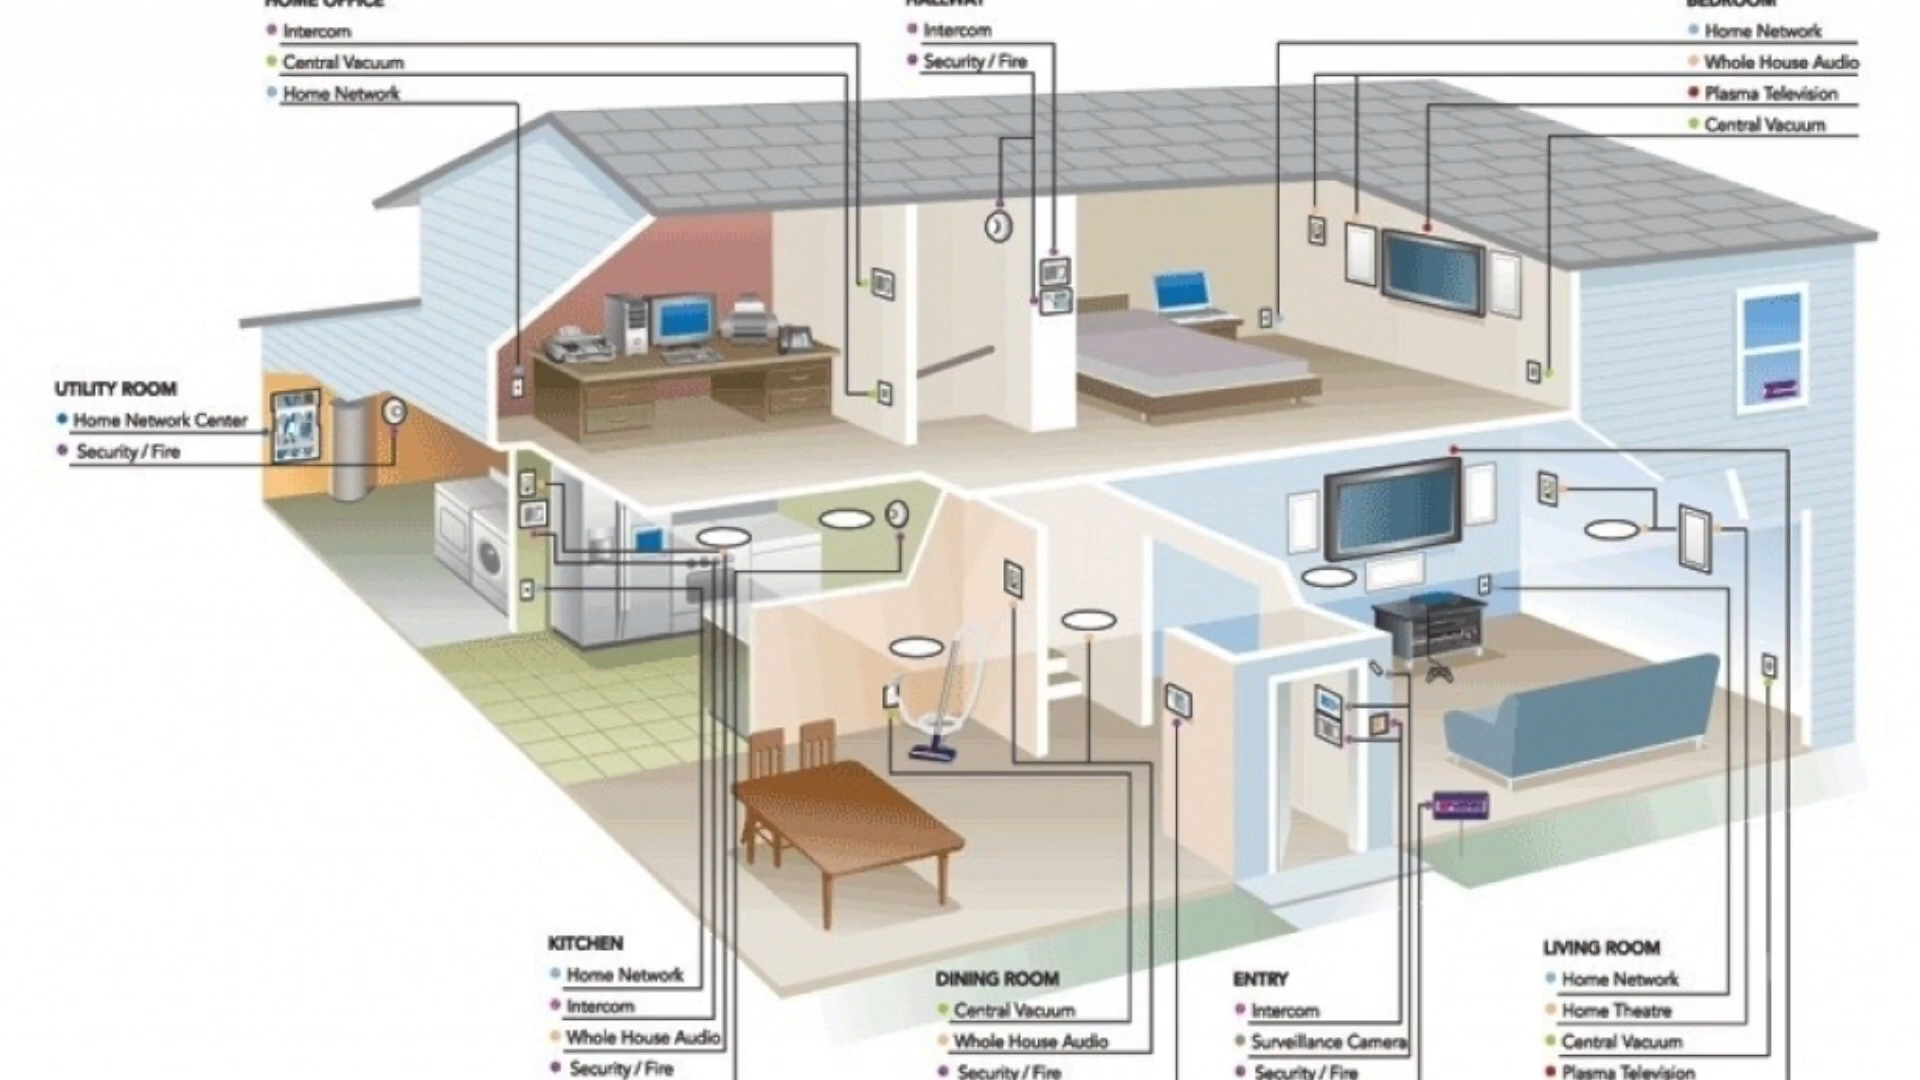 HOME OFFICE
Intercom
Central Vacuum
Home Network
HALLWAY
Intercom
Security / Fire
BEDROOM
Home Network
Whole House Audio
Plasma Television
Central Vacuum
UTILITY ROOM
Home Network Center
Security / Fire
KITCHEN
Home Network
Intercom
Whole House Audio
Security / Fire
DINING ROOM
Central Vacuum
Whole House Audio
Security / Fire
ENTRY
Intercom
Surveillance Camera
Security / Fire
LIVING ROOM
Home Network
Home Theatre
Central Vacuum
Plasma Television